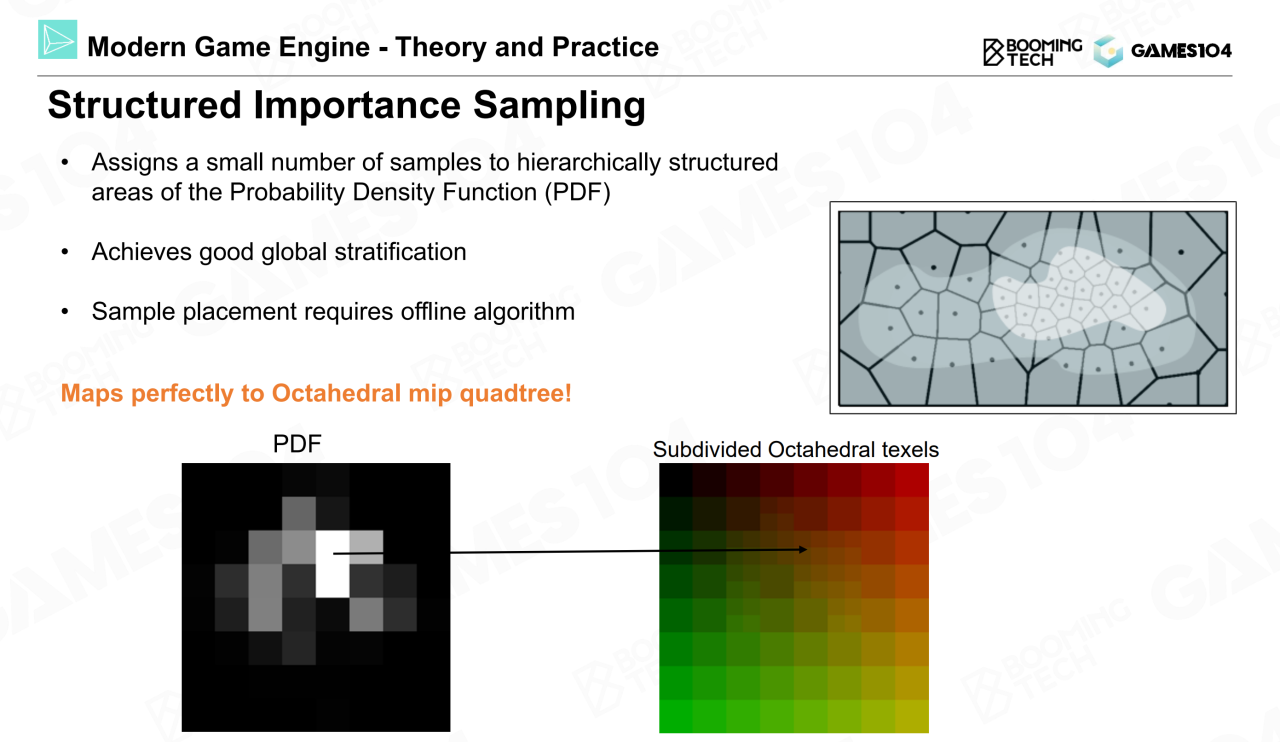 Modern Game Engine - Theory and Practice
BOOMING
TECH
GAMES104
Structured Importance Sampling
• Assigns a small number of samples to hierarchically structured
areas of the Probability Density Function (PDF)
• Achieves good global stratification
• Sample placement requires offline algorithm
Maps perfectly to Octahedral mip quadtree!
PDF
Subdivided Octahedral texels